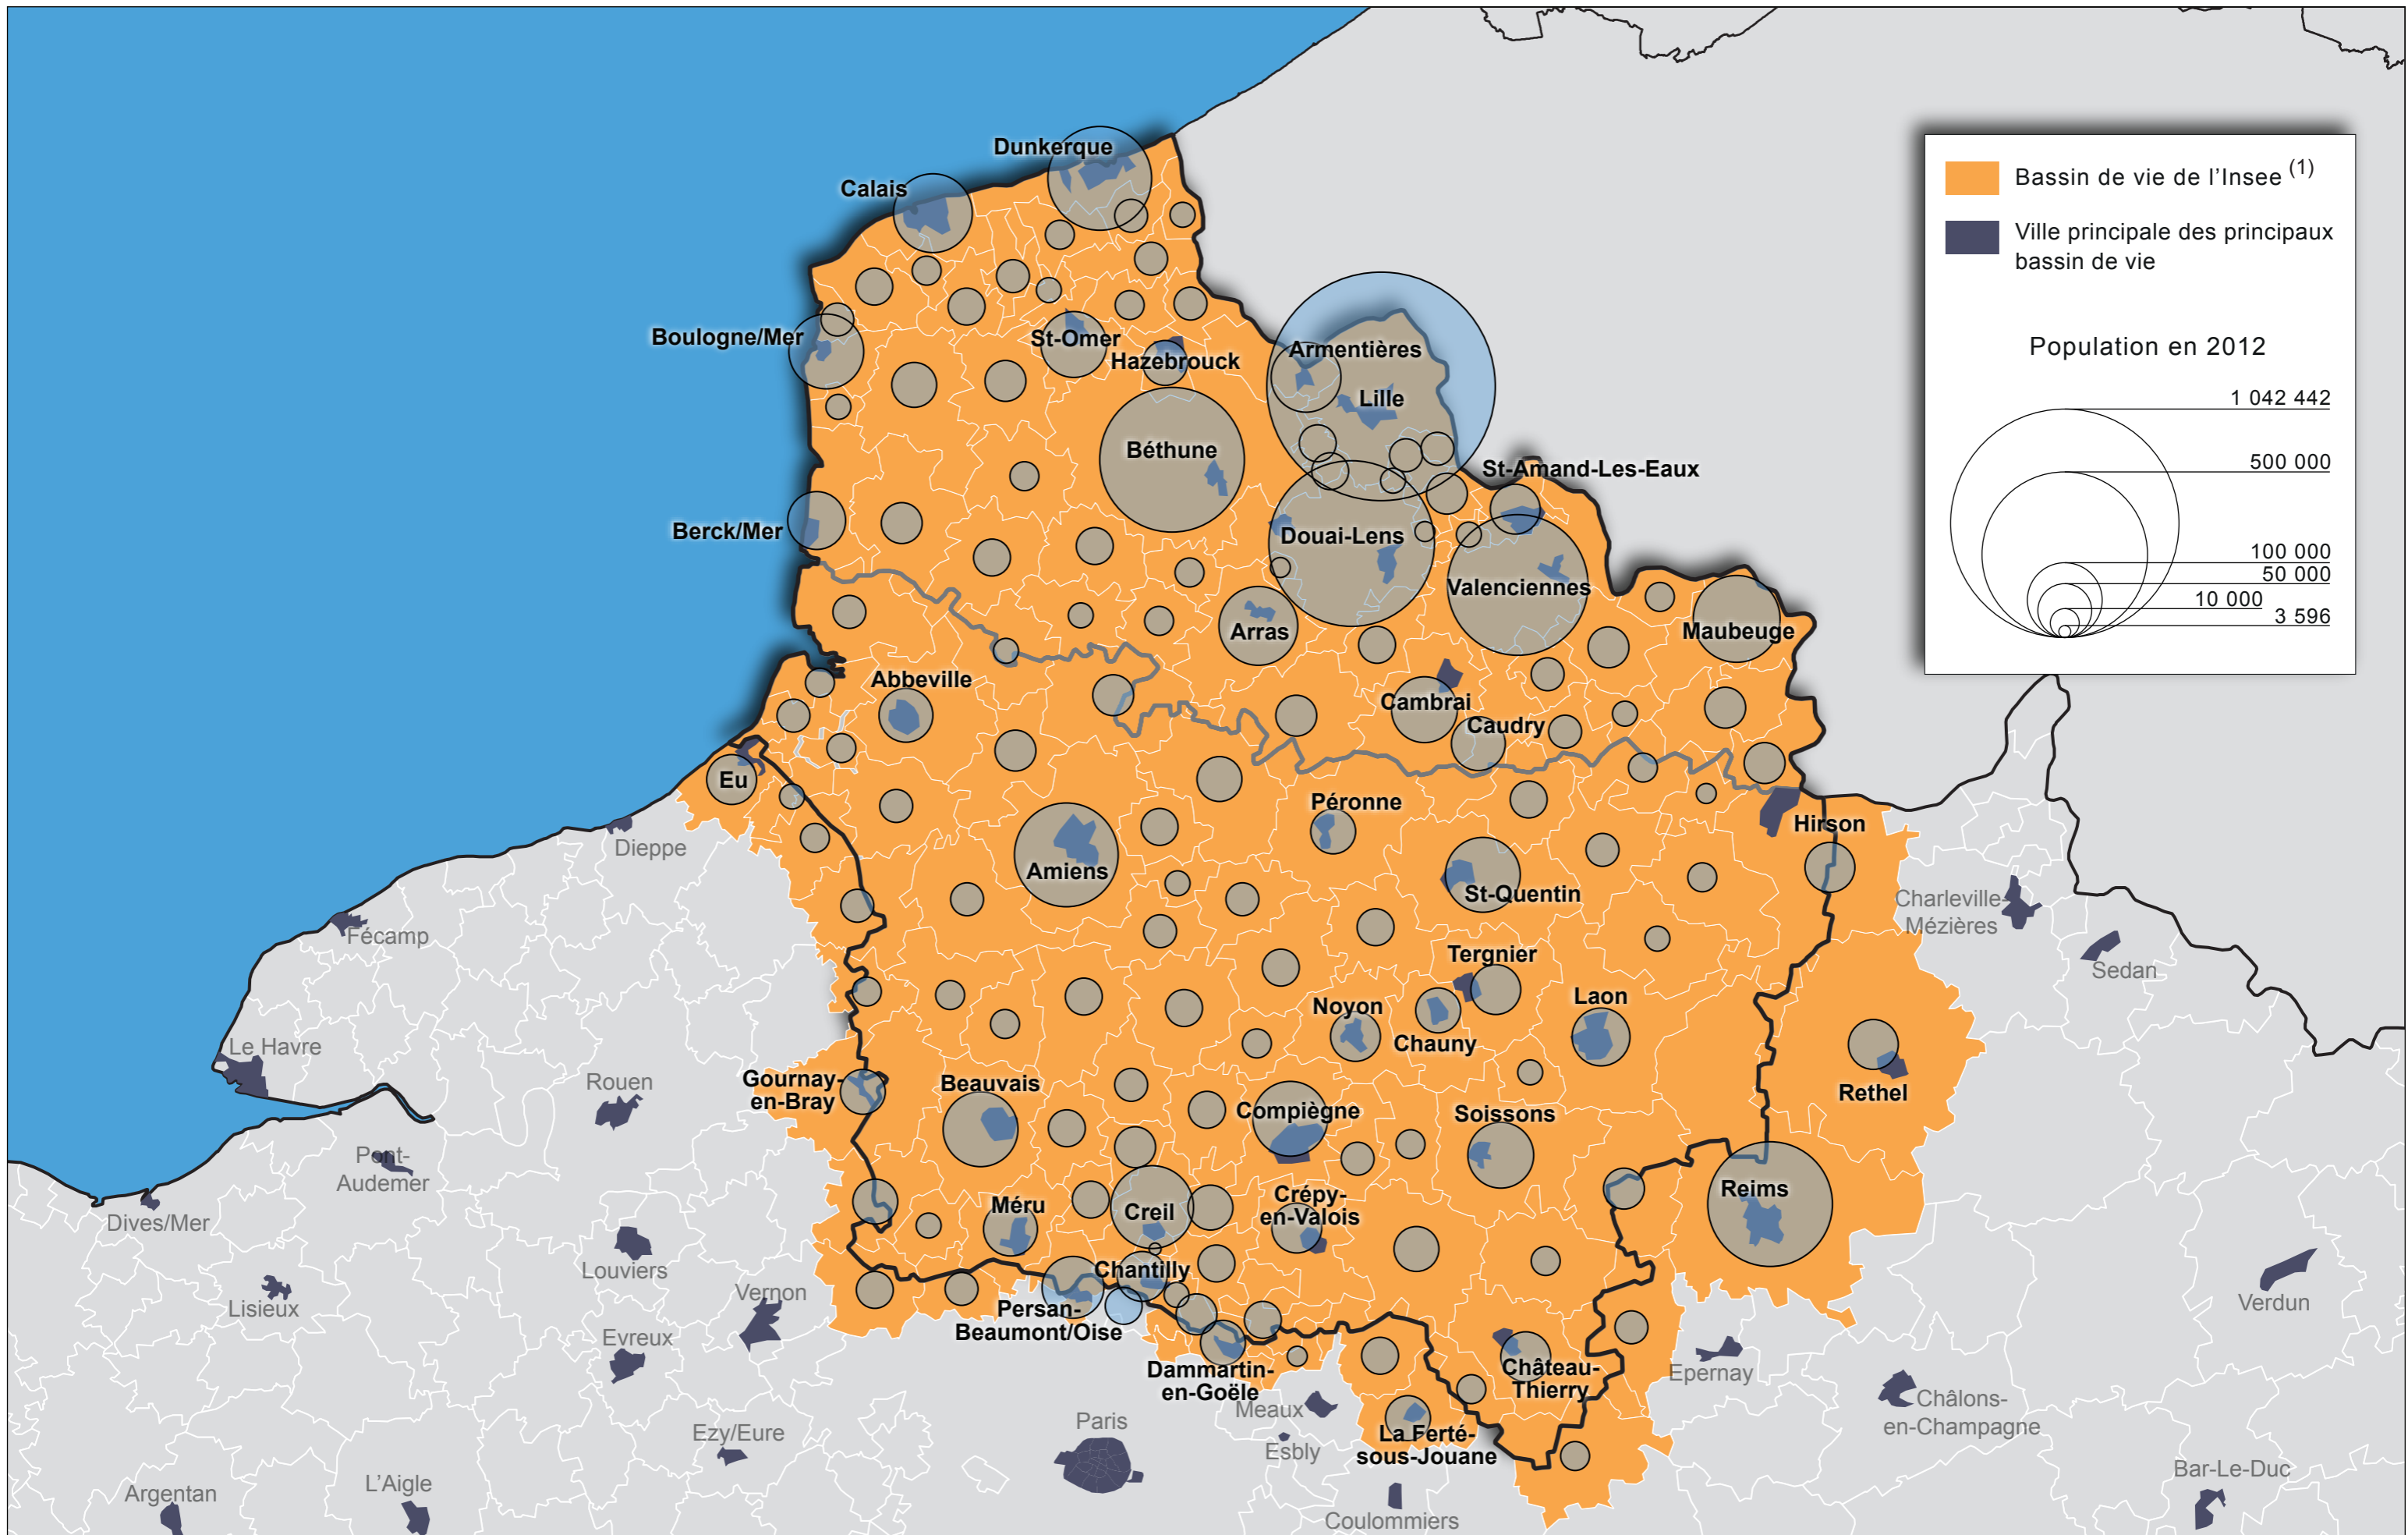 Dunkerque
Calais
Boulogne/Mer
St-Omer
Hazebrouck
Armentières
Lille
Béthune
St-Amand-Les-Eaux
Berck/Mer
Douai-Lens
Valenciennes
Arras
Maubeuge
Abbeville
Cambrai
Caudry
Eu
Péronne
Hirson
Dieppe
Amiens
St-Quentin
Charleville-
Mézières
Fécamp
Sedan
Tergnier
Laon
Noyon
Chauny
Le Havre
Rouen
Gournay-
en-Bray
Beauvais
Compiègne
Soissons
Rethel
Pont-
Audemer
Dives/Mer
Méru
Creil
Crépy-
en-Valois
Reims
Louviers
Lisieux
Vernon
Chantilly
Persan-
Beaumont/Oise
Verdun
Evreux
Dammartin-
en-Goële
Château-
Thierry
Epernay
Meaux
Châlons-
en-Champagne
Ezy/Eure
Paris
Esbly
La Ferté-
sous-Jouane
L'Aigle
Argentan
Coulommiers
Bar-Le-Duc
Bassin de vie de l'Insee (1)
Ville principale des principaux
bassin de vie
Population en 2012
1 042 442
500 000
100 000
50 000
10 000
3 596